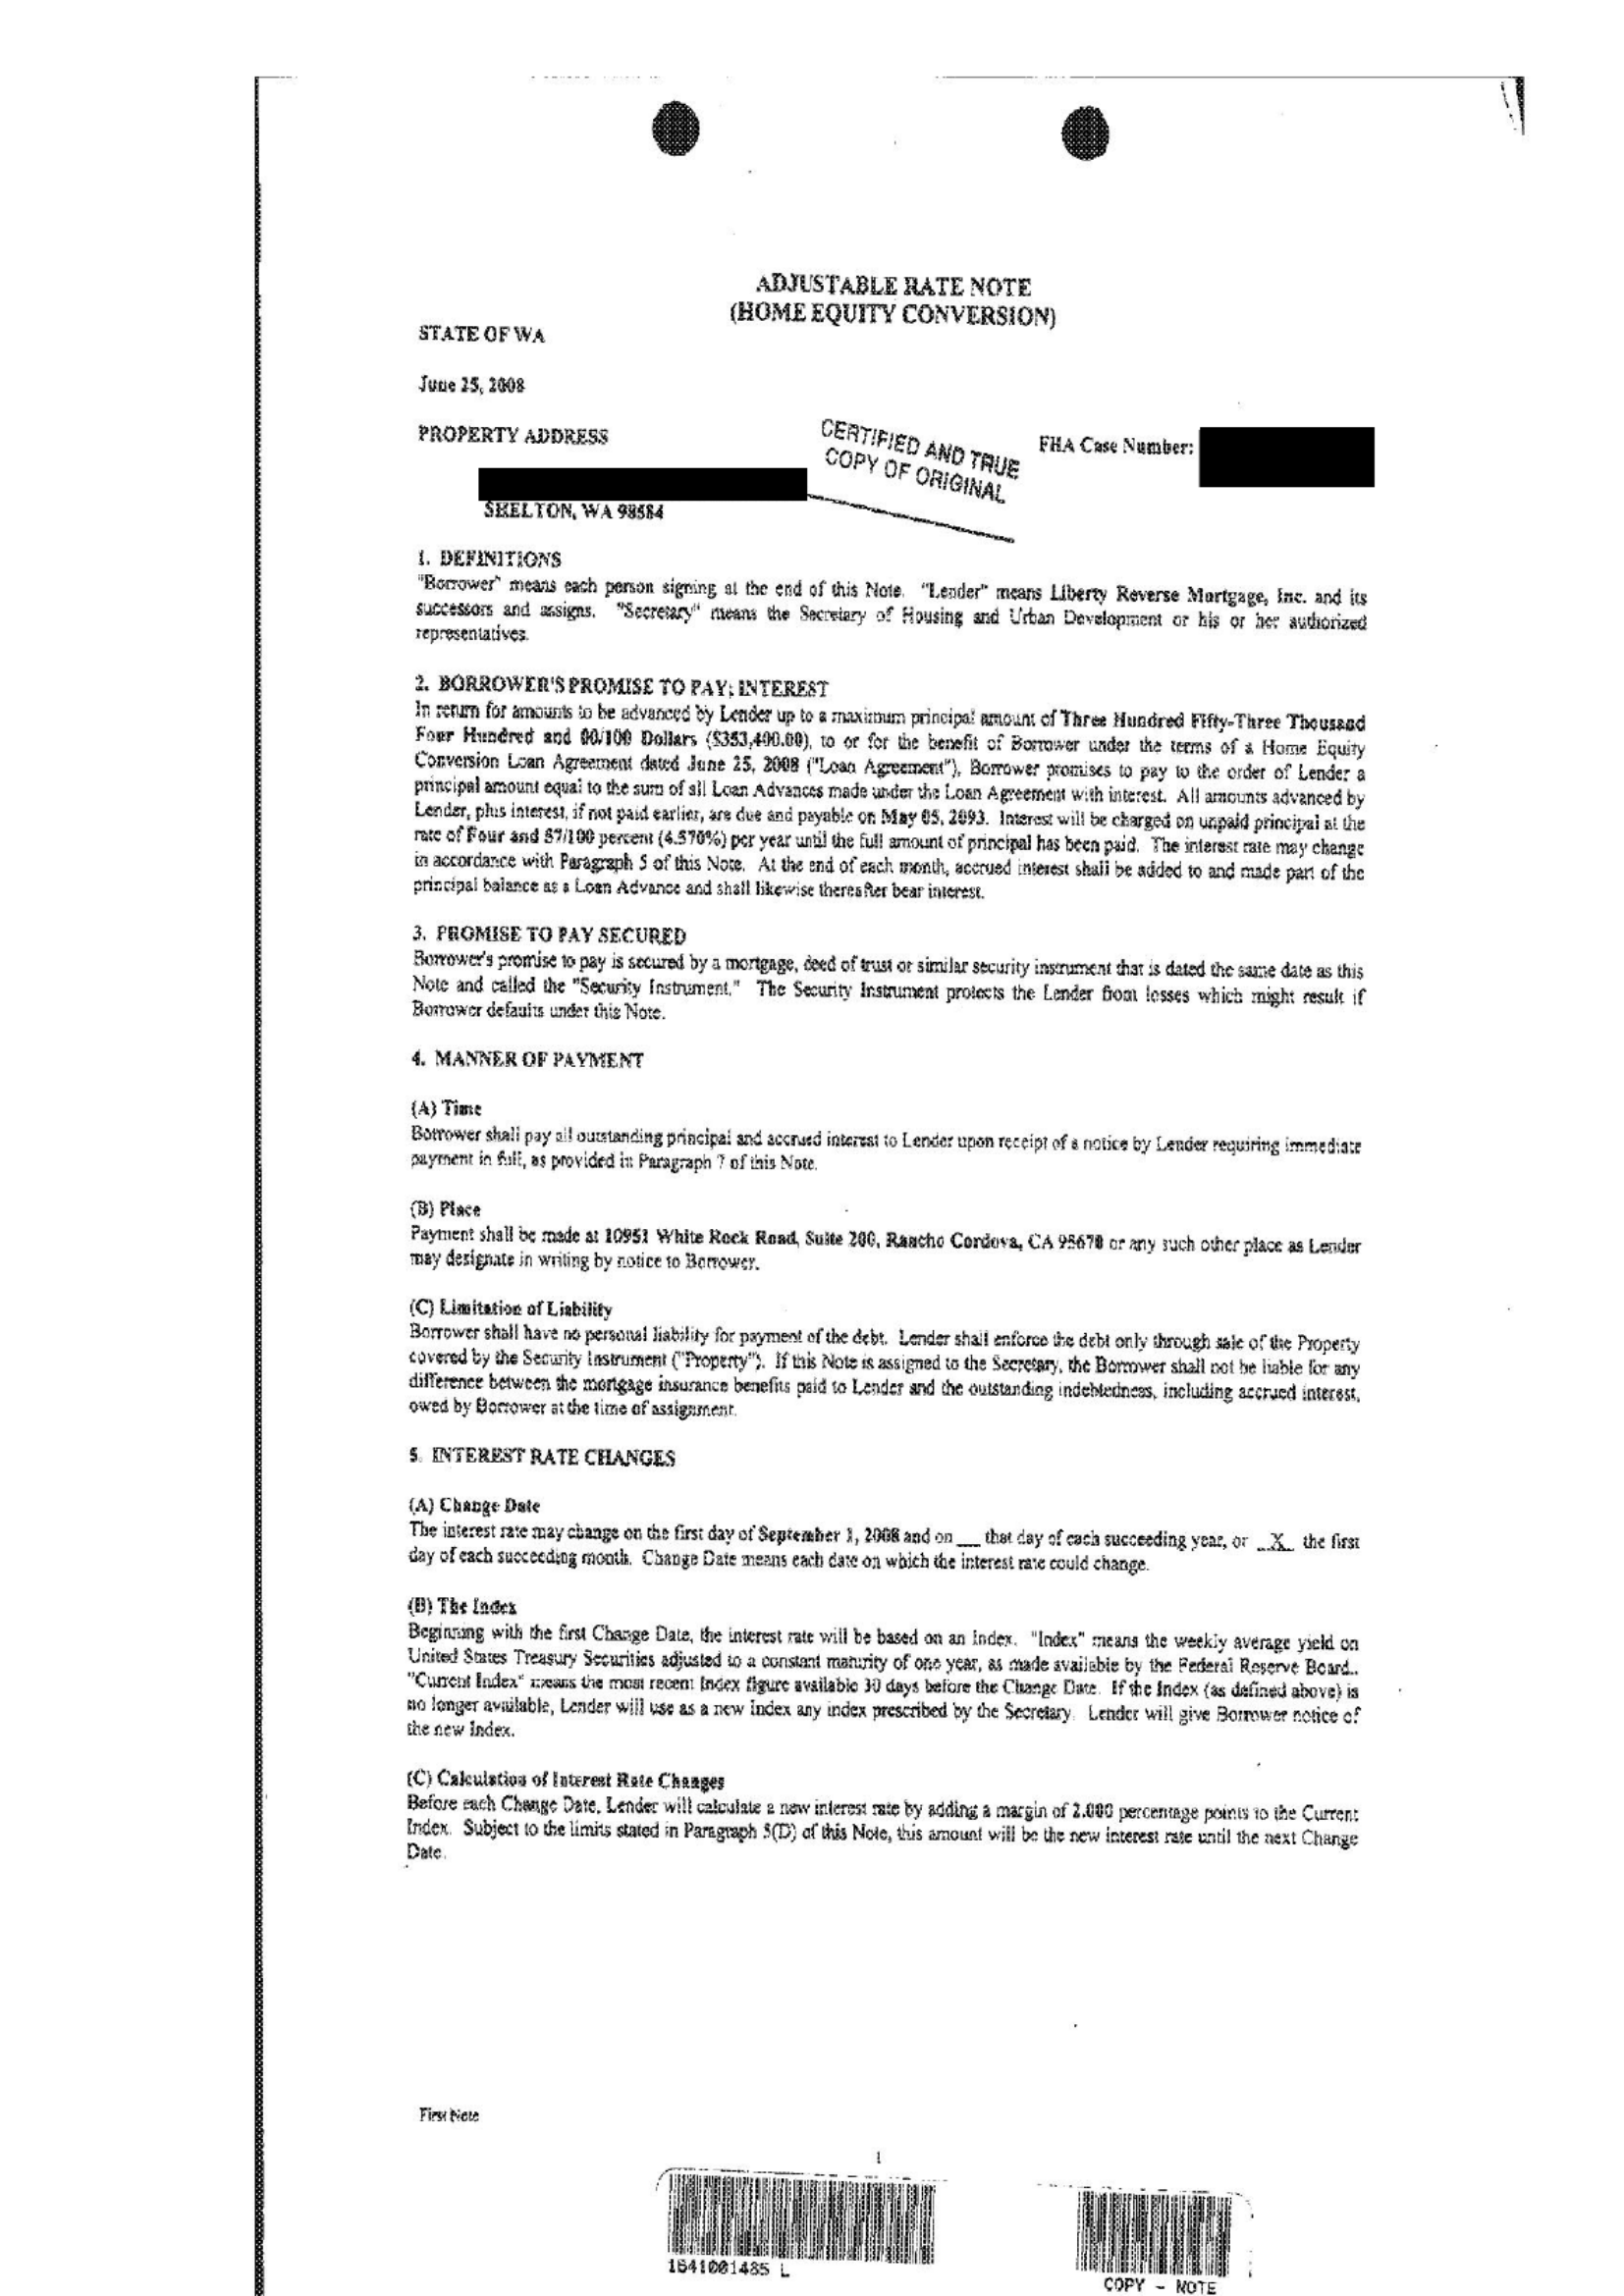 ADJUSTABLE RATE NOTE
(HOME EQUITY CONVERSION)
STATE OF WA
June 25, 2008
PROPERTY ADDRESS
CERTIFIED AND TRUE
COPY OF ORIGINAL
FHA Case Number:
SHELTON, WA 98584
1. DEFINITIONS
"Borrower" means each person signing at the end of this Note. "Lender" means Liberty Reverse Mortgage, Inc. and its
successors and assigns. "Secretary" means the Secretary of Housing and Urban Development or his or her authorized
representatives.
2. BORROWER'S PROMISE TO PAY; INTEREST
In return for amounts to be advanced by Lender up to a maximum principal amount of Three Hundred Fifty-Three Thousand
Four Hundred and 00/100 Dollars ($353,400.00), to or for the benefit of Borrower under the terms of a Home Equity
Conversion Loan Agreement dated June 25, 2008 ("Loan Agreement"), Borrower promises to pay to the order of Lender a
principal amount equal to the sum of all Loan Advances made under the Loan Agreement with interest. All amounts advanced by
Lender, plus interest, if not paid earlier, are due and payable on May 05, 2093. Interest will be charged on unpaid principal at the
rate of Four and 57/100 percent (4.570%) per year until the full amount of principal has been paid. The interest rate may change
in accordance with Paragraph 5 of this Note. At the end of each month, accrued interest shall be added to and made part of the
principal balance as a Loan Advance and shall likewise thereafter bear interest.
3. PROMISE TO PAY SECURED
Borrower's promise to pay is secured by a mortgage, deed of trust or similar security instrument that is dated the same date as this
Note and called the "Security Instrument." The Security Instrument protects the Lender from losses which might result if
Borrower defaults under this Note.
4. MANNER OF PAYMENT
(A) Time
Borrower shall pay all outstanding principal and accrued interest to Lender upon receipt of a notice by Lender requiring immediate
payment in full, as provided in Paragraph 7 of this Note.
(B) Place
Payment shall be made at 10951 White Rock Road, Suite 200, Rancho Cordova, CA 95670 or any such other place as Lender
may designate in writing by notice to Borrower.
(C) Limitation of Liability
Borrower shall have no personal liability for payment of the debt. Lender shall enforce the debt only through sale of the Property
covered by the Security Instrument ("Property"). If this Note is assigned to the Secretary, the Borrower shall not be liable for any
difference between the mortgage insurance benefits paid to Lender and the outstanding indebtedness, including accrued interest,
owed by Borrower at the time of assignment.
5. INTEREST RATE CHANGES
(A) Change Date
The interest rate may change on the first day of September 1, 2008 and on ___ that day of each succeeding year, or _X_ the first
day of each succeeding month. Change Date means each date on which the interest rate could change.
(B) The Index
Beginning with the first Change Date, the interest rate will be based on an Index. "Index" means the weekly average yield on
United States Treasury Securities adjusted to a constant maturity of one year, as made available by the Federal Reserve Board..
"Current Index" means the most recent Index figure available 30 days before the Change Date. If the Index (as defined above) is
no longer available, Lender will use as a new Index any index prescribed by the Secretary. Lender will give Borrower notice of
the new Index.
(C) Calculation of Interest Rate Changes
Before each Change Date, Lender will calculate a new interest rate by adding a margin of 2.000 percentage points to the Current
Index. Subject to the limits stated in Paragraph 5(D) of this Note, this amount will be the new interest rate until the next Change
Date.
First Note
1
1641001485 L
COPY - NOTE